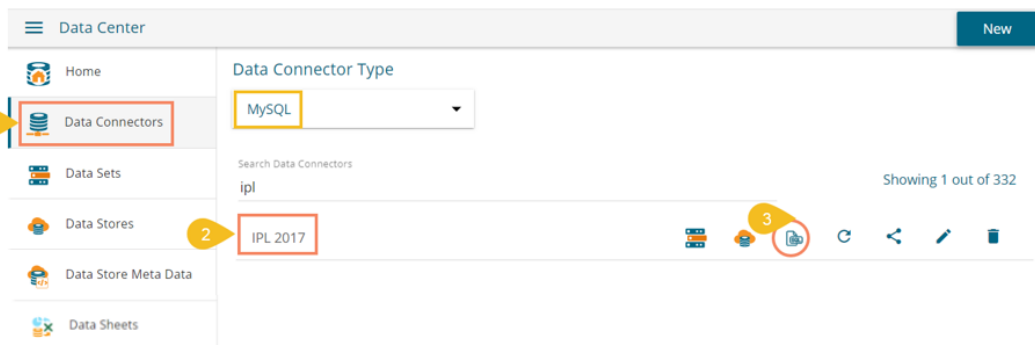 Data Center
New
Home
Data Connectors
Data Sets
Data Stores
Data Store Meta Data
Data Sheets
Data Connector Type
MySQL
Search Data Connectors
ipl
Showing 1 out of 332
2
IPL 2017
3